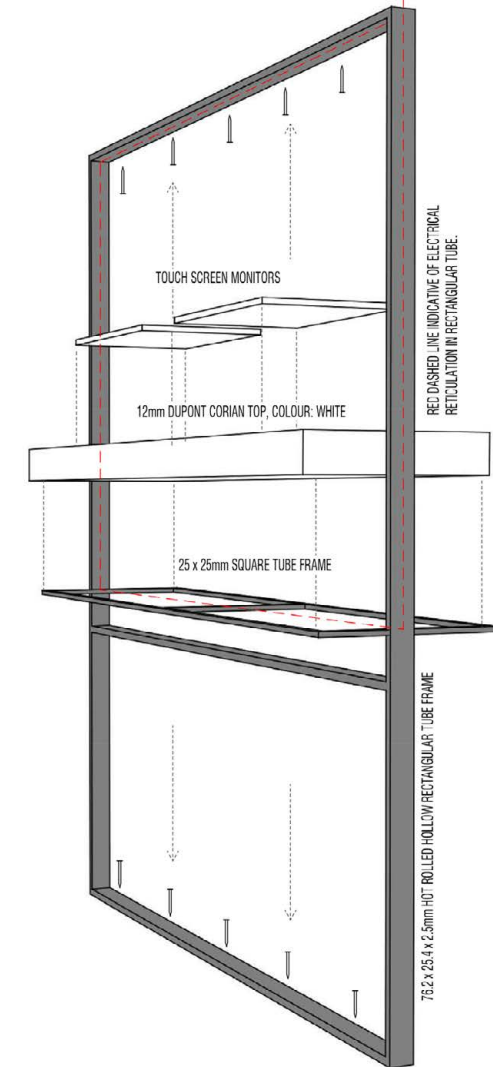 TOUCH SCREEN MONITORS
RED DASHED LINE INDICATIVE OF ELECTRICAL
RETICULATION IN RECTANGULAR TUBE.
12mm DUPONT CORIAN TOP, COLOUR: WHITE
25 x 25mm SQUARE TUBE FRAME
76.2 x 25.4 x 2.5mm HOT ROLLED HOLLOW RECTANGULAR TUBE FRAME